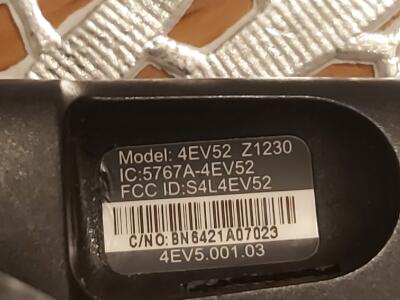 Model: 4EV52 Z1230
IC:5767A-4EV52
FCC ID:S4L4EV52
C/NO: BN6421A07023
4EV5.001.03